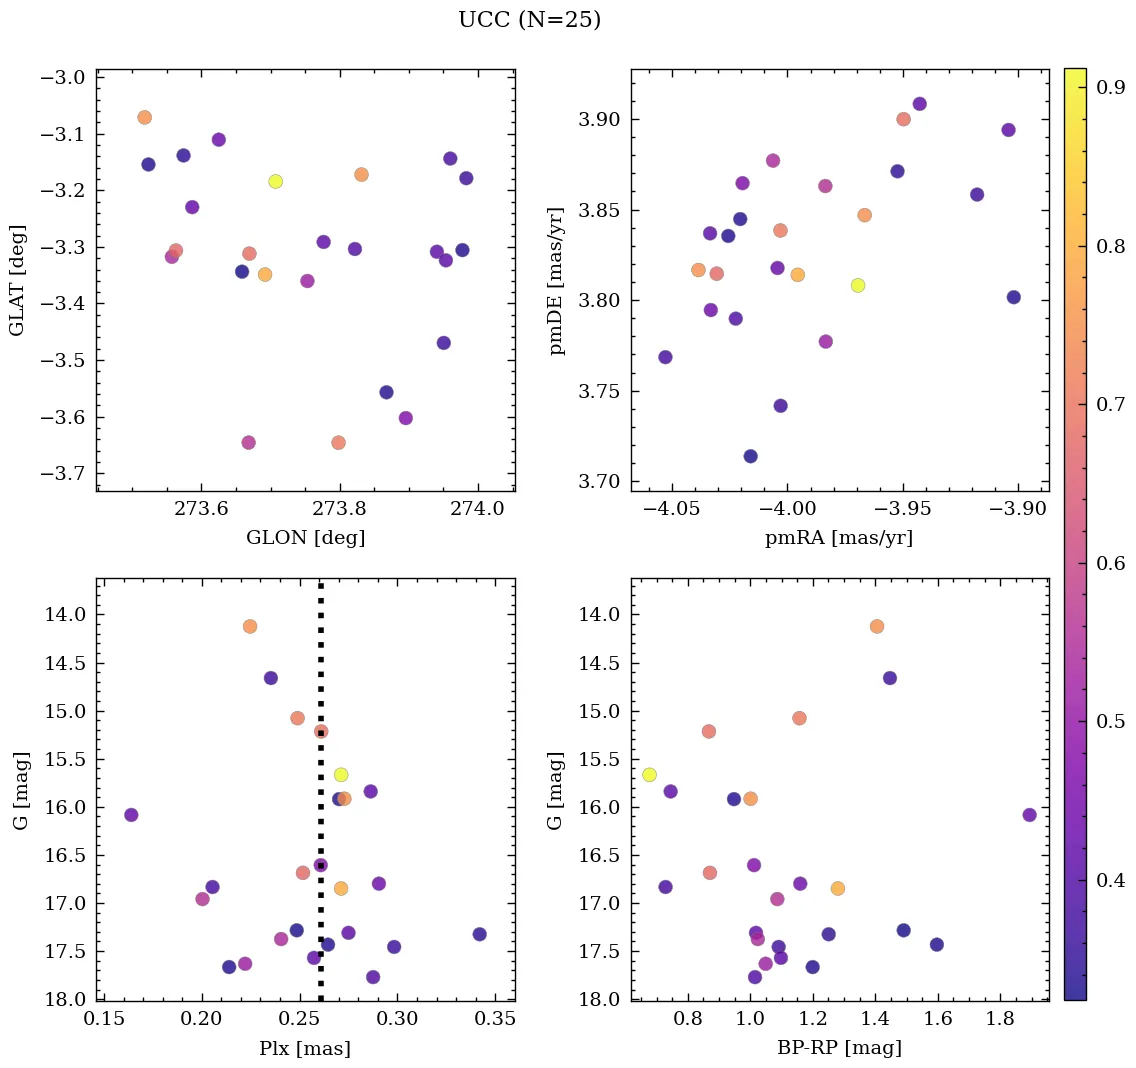 UCC (N=25)
−3.0
−3.1
−3.2
−3.3
−3.4
−3.5
−3.6
−3.7
GLAT [deg]
273.6 273.8 274.0
GLON [deg]
3.90
3.85
3.80
3.75
3.70
pmDE [mas/yr]
−4.05 −4.00 −3.95 −3.90
pmRA [mas/yr]
14.0
14.5
15.0
15.5
16.0
16.5
17.0
17.5
18.0
G [mag]
0.15 0.20 0.25 0.30 0.35
Plx [mas]
14.0
14.5
15.0
15.5
16.0
16.5
17.0
17.5
18.0
G [mag]
0.8 1.0 1.2 1.4 1.6 1.8
BP-RP [mag]
0.9
0.8
0.7
0.6
0.5
0.4